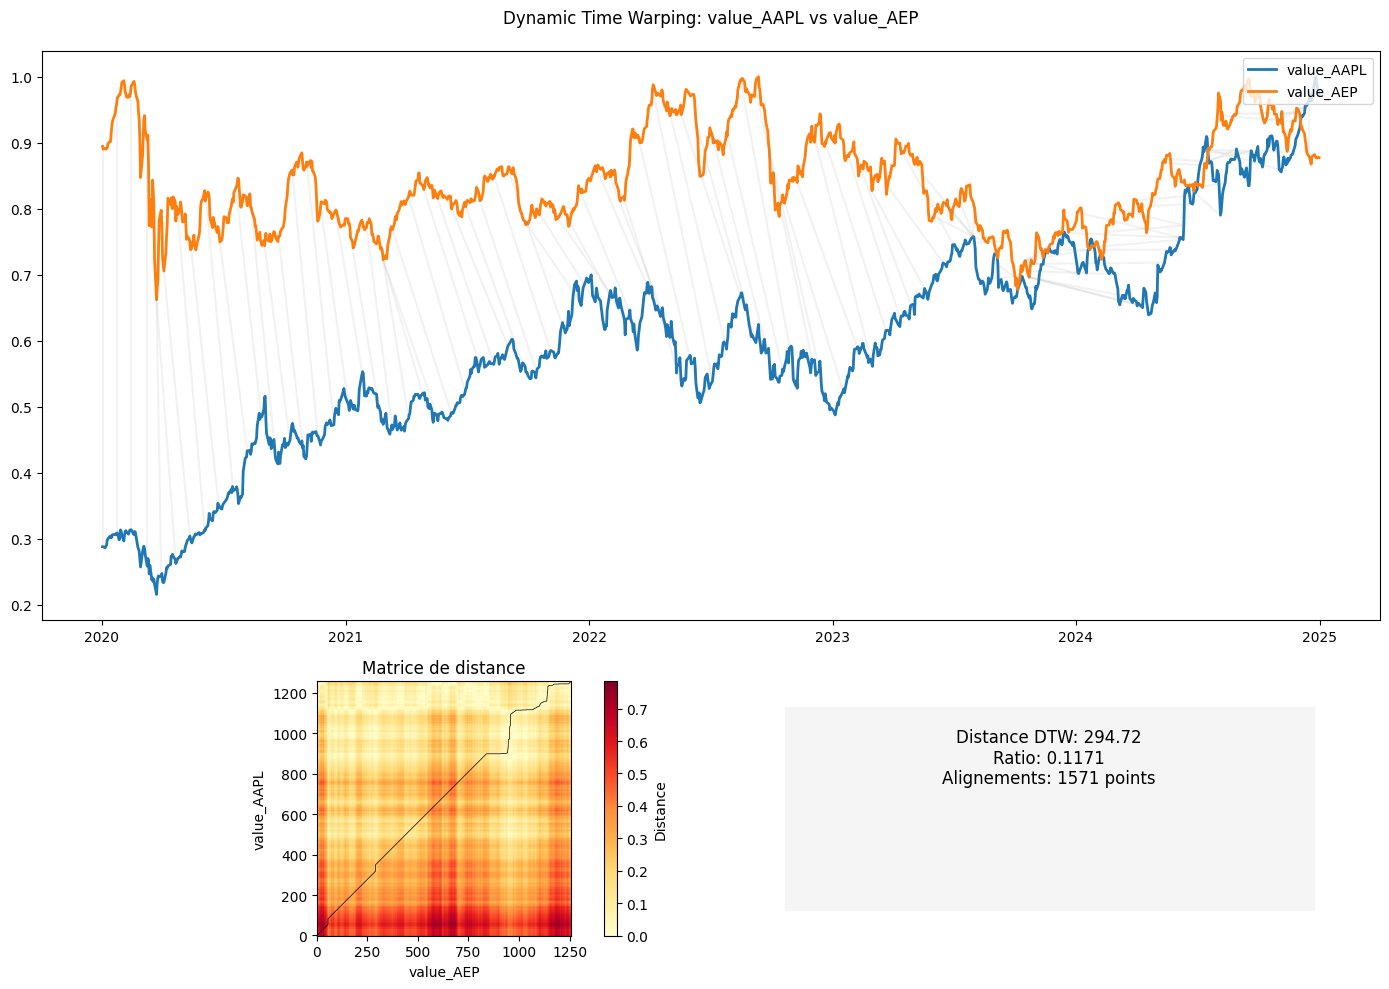 Dynamic Time Warping: value_AAPL vs value_AEP
value_AAPL
value_AEP
1.0
0.9
0.8
0.7
0.6
0.5
0.4
0.3
0.2
2020 2021 2022 2023 2024 2025
Matrice de distance
1200
1000
800
600
400
200
0
value_AAPL
0 250 500 750 1000 1250
value_AEP
0.7
0.6
0.5
0.4
0.3
0.2
0.1
0.0
Distance
Distance DTW: 294.72
Ratio: 0.1171
Alignements: 1571 points